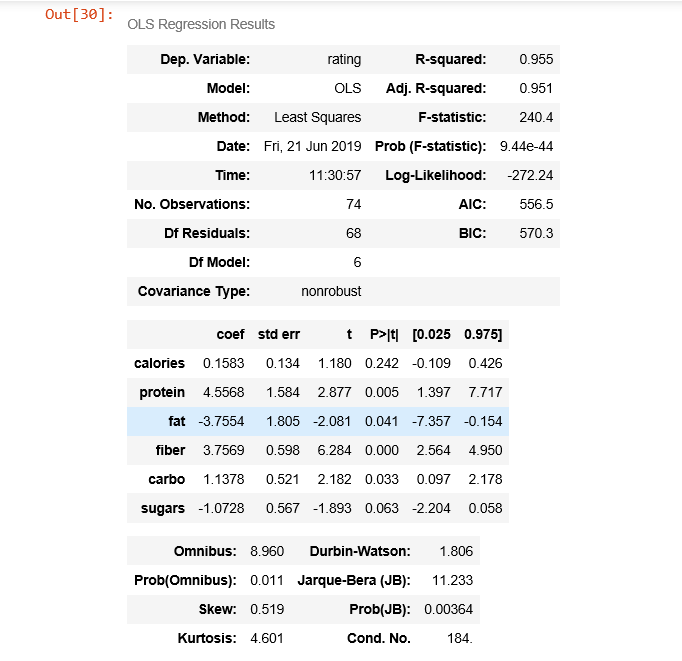 Out[30]:
OLS Regression Results
Dep. Variable: rating R-squared: 0.955
Model: OLS Adj. R-squared: 0.951
Method: Least Squares F-statistic: 240.4
Date: Fri, 21 Jun 2019 Prob (F-statistic): 9.44e-44
Time: 11:30:57 Log-Likelihood: -272.24
No. Observations: 74 AIC: 556.5
Df Residuals: 68 BIC: 570.3
Df Model: 6
Covariance Type: nonrobust
coef std err t P>|t| [0.025 0.975]
calories 0.1583 0.134 1.180 0.242 -0.109 0.426
protein 4.5568 1.584 2.877 0.005 1.397 7.717
fat -3.7554 1.805 -2.081 0.041 -7.357 -0.154
fiber 3.7569 0.598 6.284 0.000 2.564 4.950
carbo 1.1378 0.521 2.182 0.033 0.097 2.178
sugars -1.0728 0.567 -1.893 0.063 -2.204 0.058
Omnibus: 8.960 Durbin-Watson: 1.806
Prob(Omnibus): 0.011 Jarque-Bera (JB): 11.233
Skew: 0.519 Prob(JB): 0.00364
Kurtosis: 4.601 Cond. No. 184.